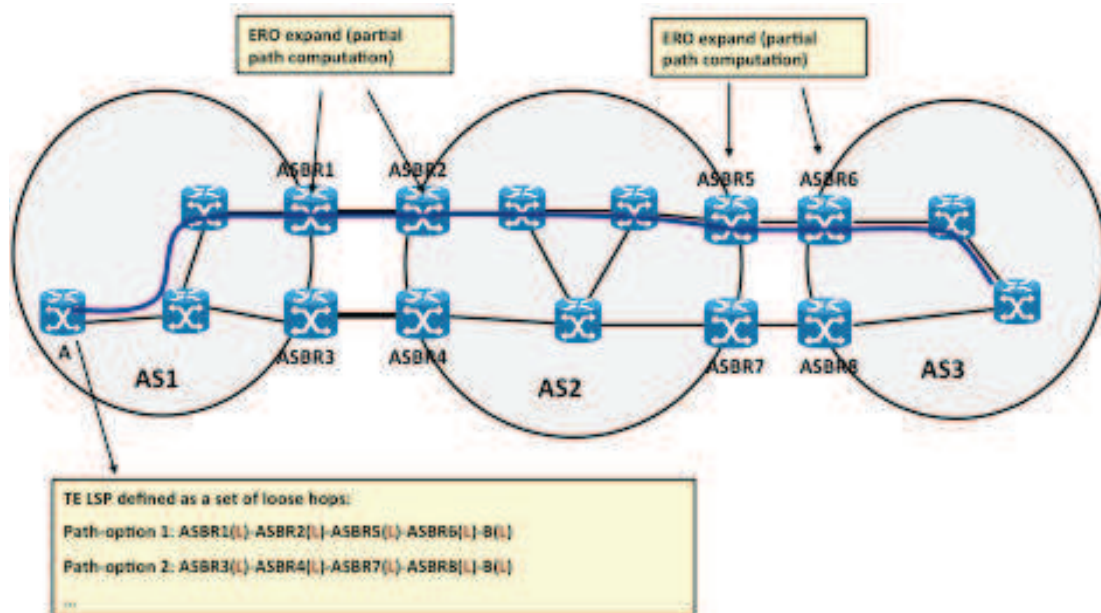 ERO expand (partial
path computation)
ERO expand (partial
path computation)
ASBR1
ASBR2
ASBR5
ASBR6
A
ASBR3
ASBR4
ASBR7
ASBR8
AS1
AS2
AS3
TE LSP defined as a set of loose hops:
Path-option 1: ASBR1(L)-ASBR2(L)-ASBR5(L)-ASBR6(L)-B(L)
Path-option 2: ASBR3(L)-ASBR4(L)-ASBR7(L)-ASBR8(L)-B(L)
...